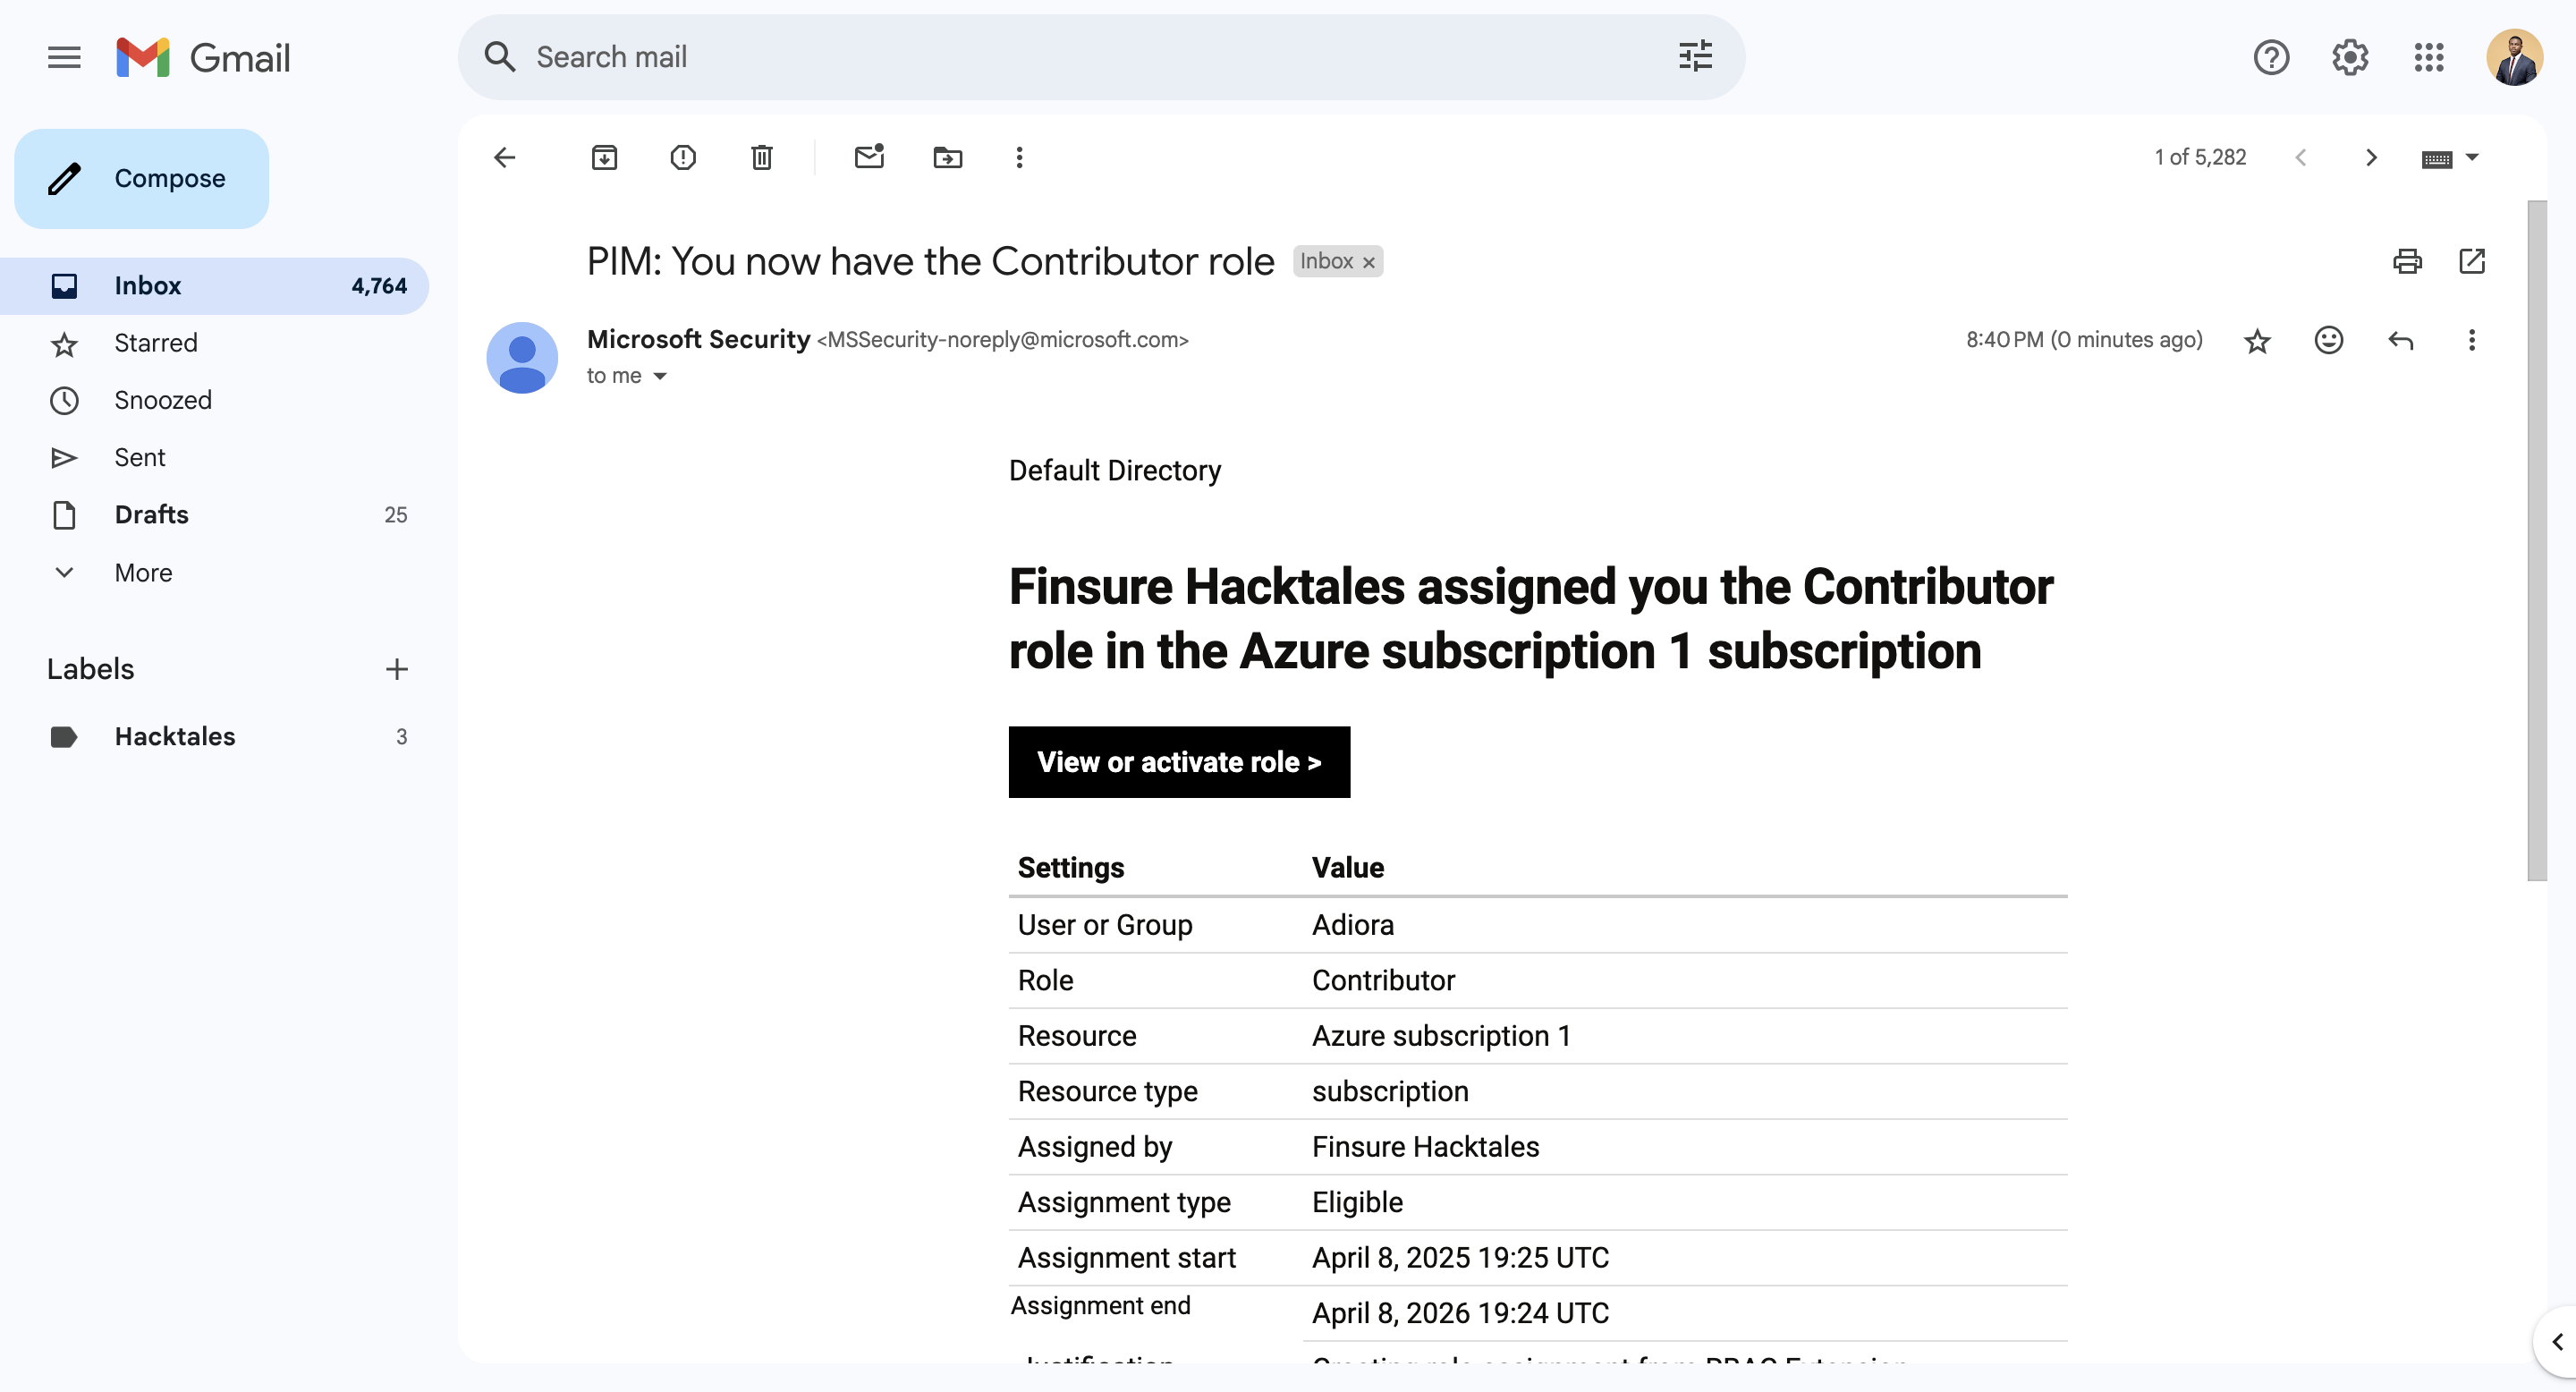 Gmail
Search mail
Compose
1 of 5,282
PIM: You now have the Contributor role Inbox ×
Inbox 4,764
Microsoft Security <MSSecurity-noreply@microsoft.com> 8:40 PM (0 minutes ago)
to me
Starred
Snoozed
Sent
Drafts 25
More
Labels +
Hacktales 3
Default Directory
Finsure Hacktales assigned you the Contributor
role in the Azure subscription 1 subscription
View or activate role >
Settings Value
User or Group Adiora
Role Contributor
Resource Azure subscription 1
Resource type subscription
Assigned by Finsure Hacktales
Assignment type Eligible
Assignment start April 8, 2025 19:25 UTC
Assignment end April 8, 2026 19:24 UTC